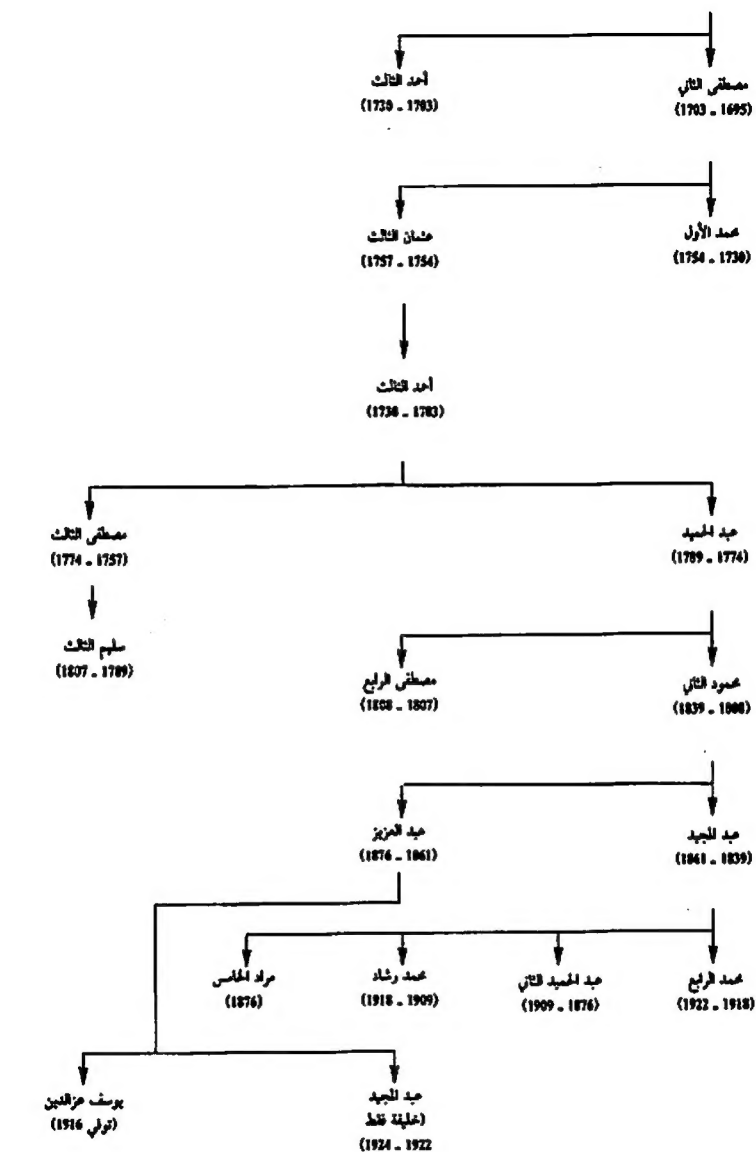 مصطفى الثاني
(1695 _ 1703)
أحمد الثالث
(1703 _ 1730)
محمد الأول
(1730 _ 1754)
عثمان الثالث
(1754 _ 1757)
أحمد الثالث
(1703 _ 1730)
عبد الحميد
(1774 _ 1789)
مصطفى الثالث
(1757 _ 1774)
سليم الثالث
(1789 _ 1807)
محمود الثاني
(1808 _ 1839)
مصطفى الرابع
(1807 _ 1808)
عبد المجيد
(1839 _ 1861)
عبد العزيز
(1861 _ 1876)
محمد الرابع
(1918 _ 1922)
عبد الحميد الثاني
(1876 _ 1909)
محمد رشاد
(1909 _ 1918)
مراد الخامس
(1876)
عبد المجيد
(خليفة فقط
1922 _ 1924)
يوسف عزالدين
(توفي 1916)